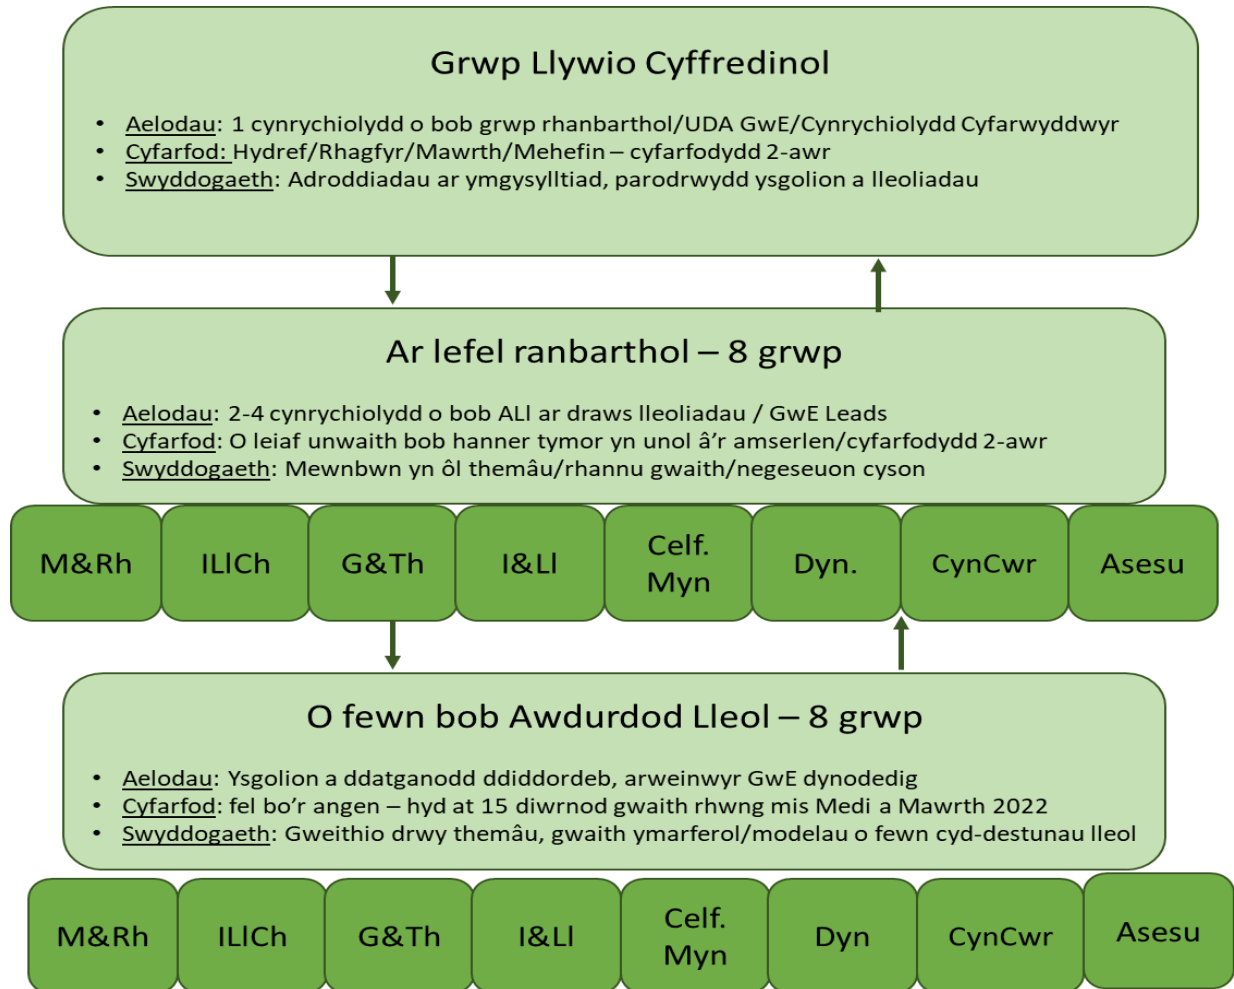 Grwp Llywio Cyffredinol
• Aelodau: 1 cynrychiolydd o bob grwp rhanbarthol/UDA GwE/Cynrychiolydd Cyfarwyddwyr
• Cyfarfod: Hydref/Rhagfyr/Mawrth/Mehefin – cyfarfodydd 2-awr
• Swyddogaeth: Adroddiadau ar ymgysylltiad, parodrwydd ysgolion a lleoliadau
Ar lefel ranbarthol – 8 grwp
• Aelodau: 2-4 cynrychiolydd o bob ALl ar draws lleoliadau / GwE Leads
• Cyfarfod: O leiaf unwaith bob hanner tymor yn unol â’r amserlen/cyfarfodydd 2-awr
• Swyddogaeth: Mewnbwn yn ôl themâu/rhannu gwaith/negeseuon cyson
M&Rh
ILlCh
G&Th
I&Ll
Celf.
Myn
Dyn.
CynCwr
Asesu
O fewn bob Awdurdod Lleol – 8 grwp
• Aelodau: Ysgolion a ddatganodd ddiddordeb, arweinwyr GwE dynodedig
• Cyfarfod: fel bo’r angen – hyd at 15 diwrnod gwaith rhwng mis Medi a Mawrth 2022
• Swyddogaeth: Gweithio drwy themâu, gwaith ymarferol/modelau o fewn cyd-destunau lleol
M&Rh
ILlCh
G&Th
I&Ll
Celf.
Myn
Dyn
CynCwr
Asesu